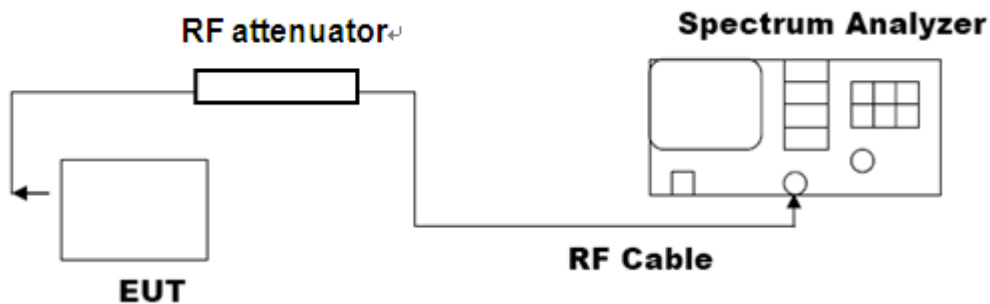 RF attenuator↵
Spectrum Analyzer
RF Cable
EUT